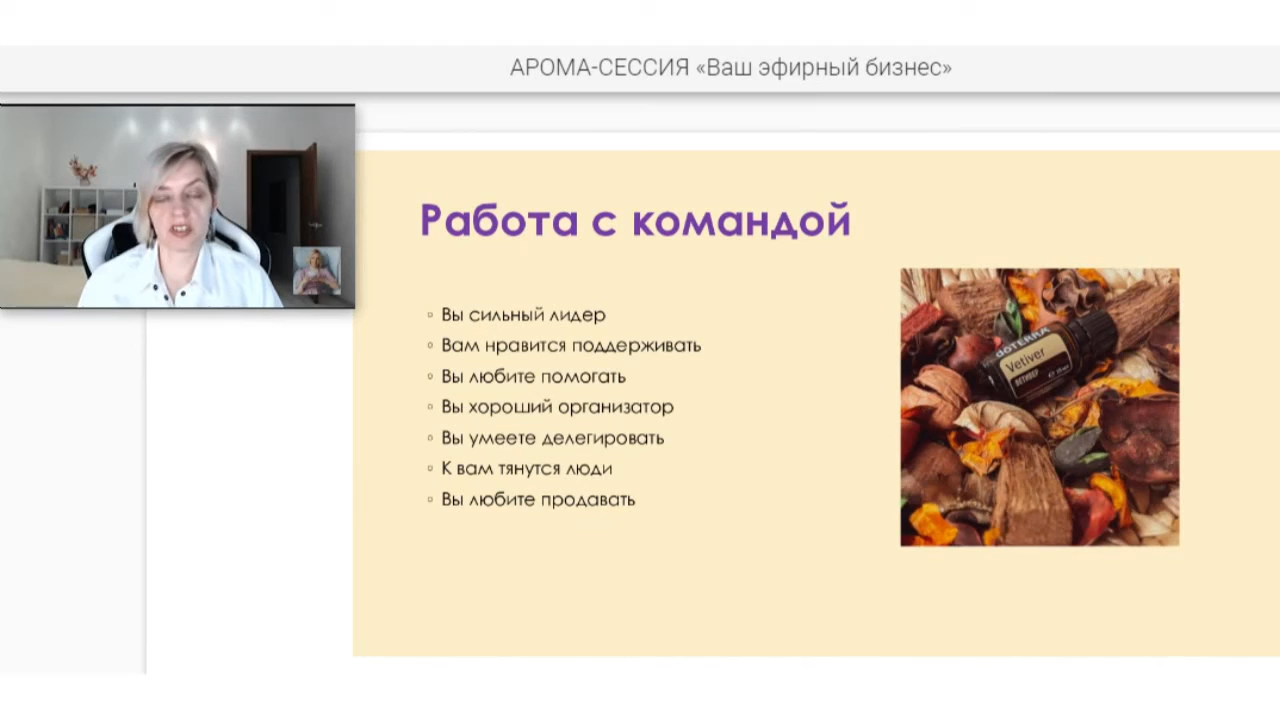 АРОМА-СЕССИЯ «Ваш эфирный бизнес»
Работа с командой
Вы сильный лидер
Вам нравится поддерживать
Вы любите помогать
Вы хороший организатор
Вы умеете делегировать
К вам тянутся люди
Вы любите продавать
dōTERRA
Vetiver
ВЕТИВЕР